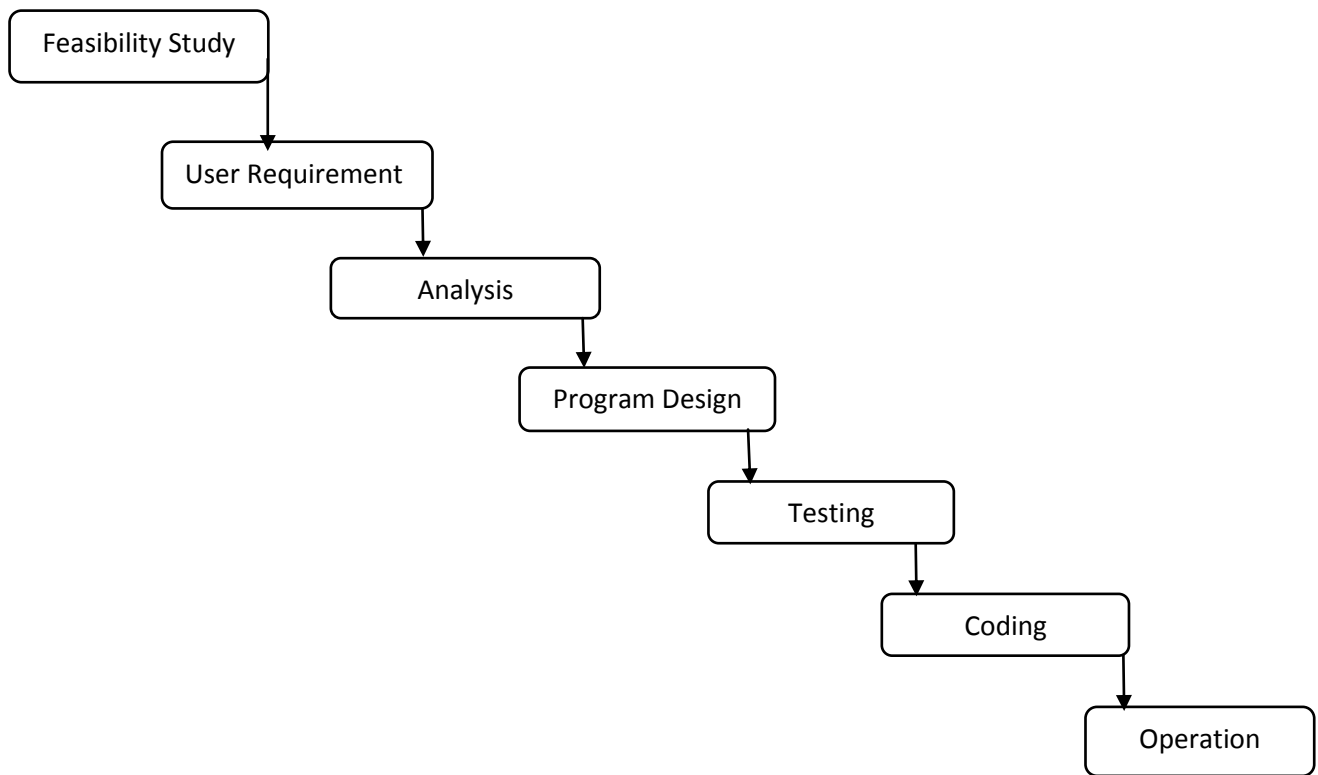 Feasibility Study
User Requirement
Analysis
Program Design
Testing
Coding
Operation